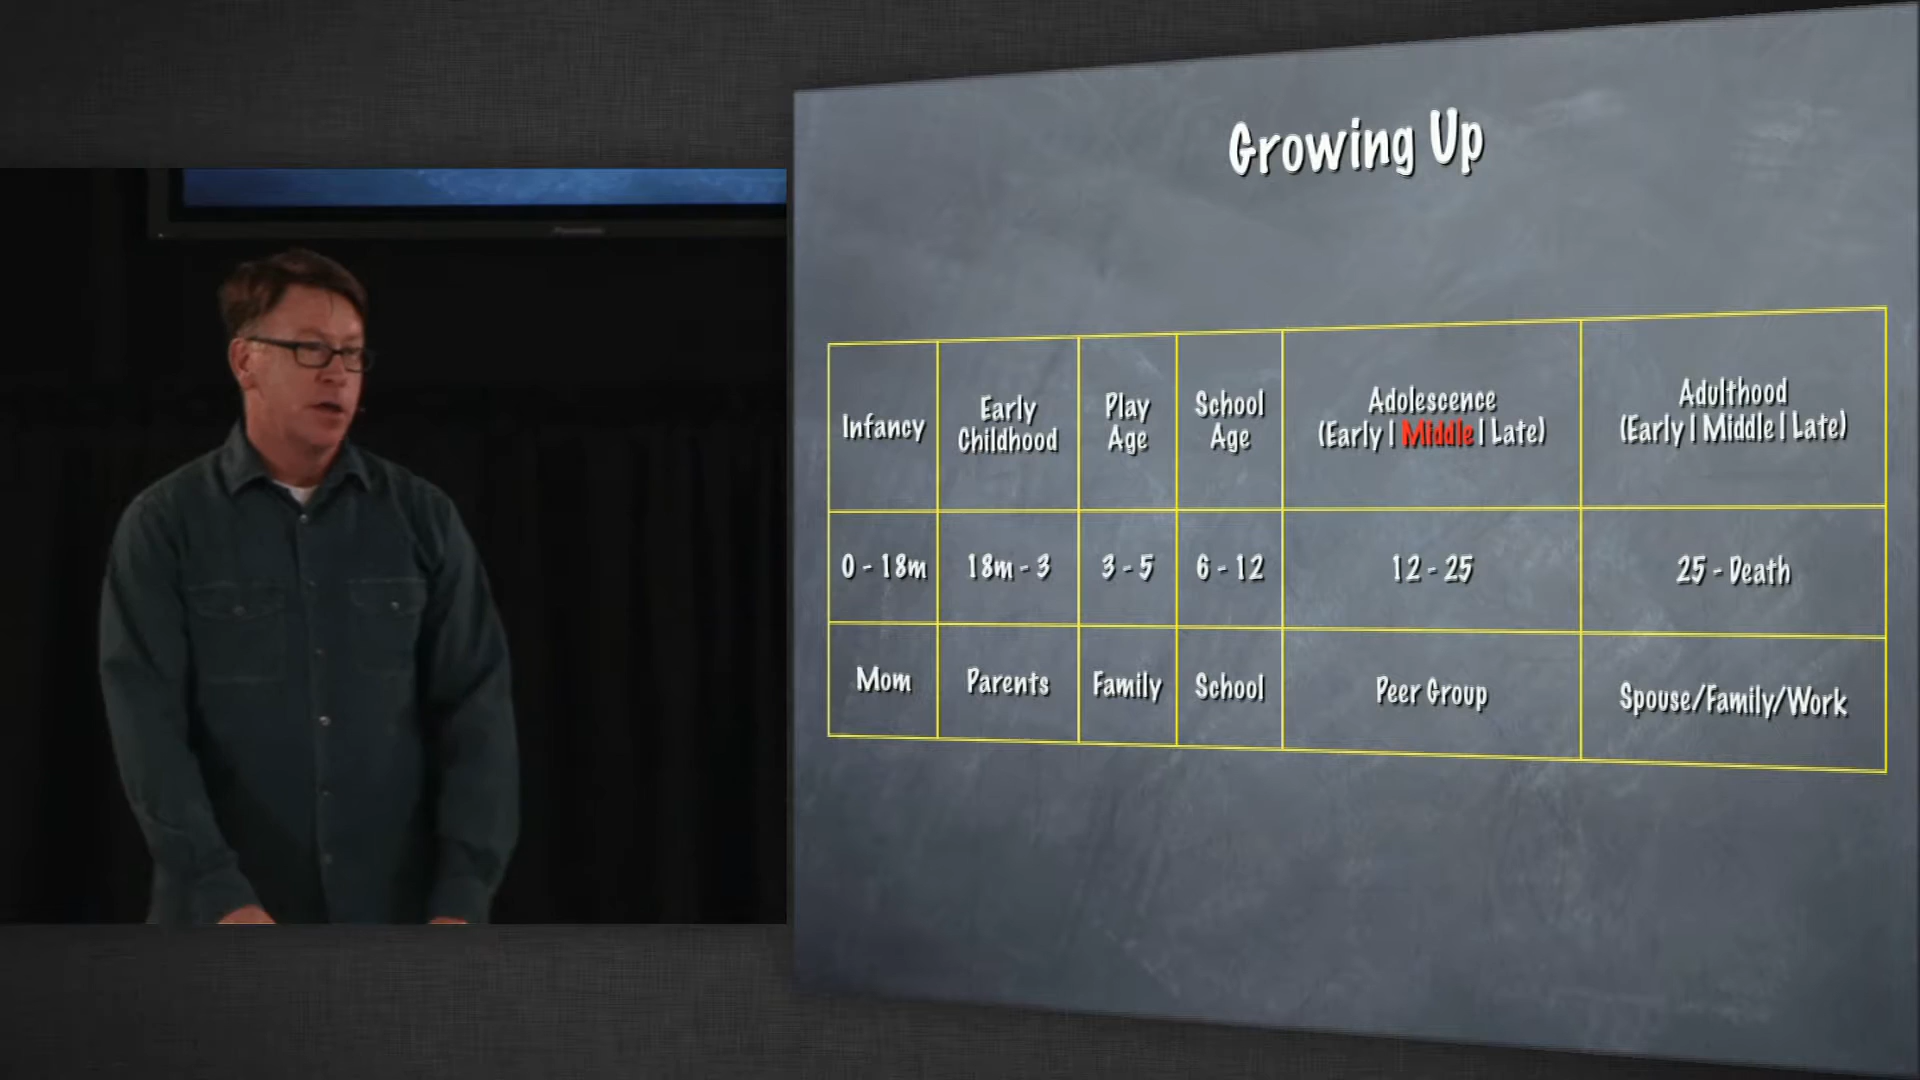 Growing Up
Infancy
Early
Childhood
Play
Age
School
Age
Adolescence
(Early | Middle | Late)
Adulthood
(Early | Middle | Late)
0 - 18m
18m - 3
3 - 5
6 - 12
12 - 25
25 - Death
Mom
Parents
Family
School
Peer Group
Spouse/Family/Work